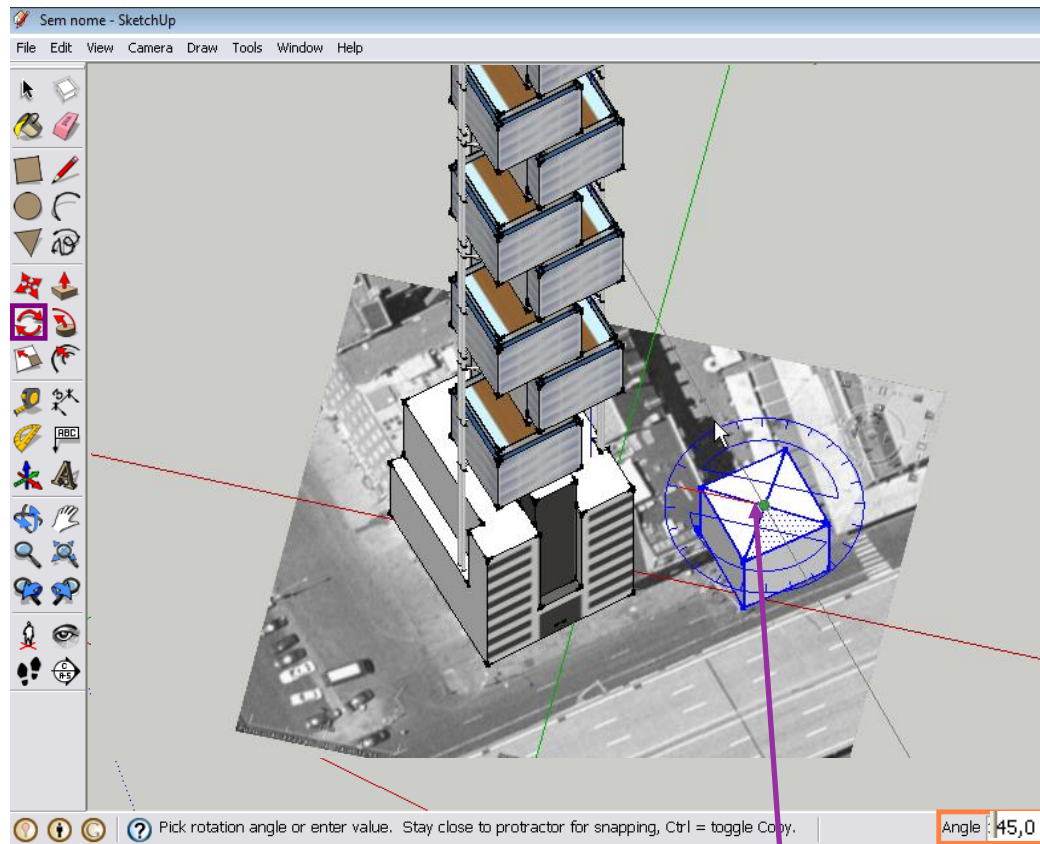 Sem nome - SketchUp
File Edit View Camera Draw Tools Window Help
ABC
A
C
A-5
Pick rotation angle or enter value. Stay close to protractor for snapping, Ctrl = toggle Copy.
Angle 45,0